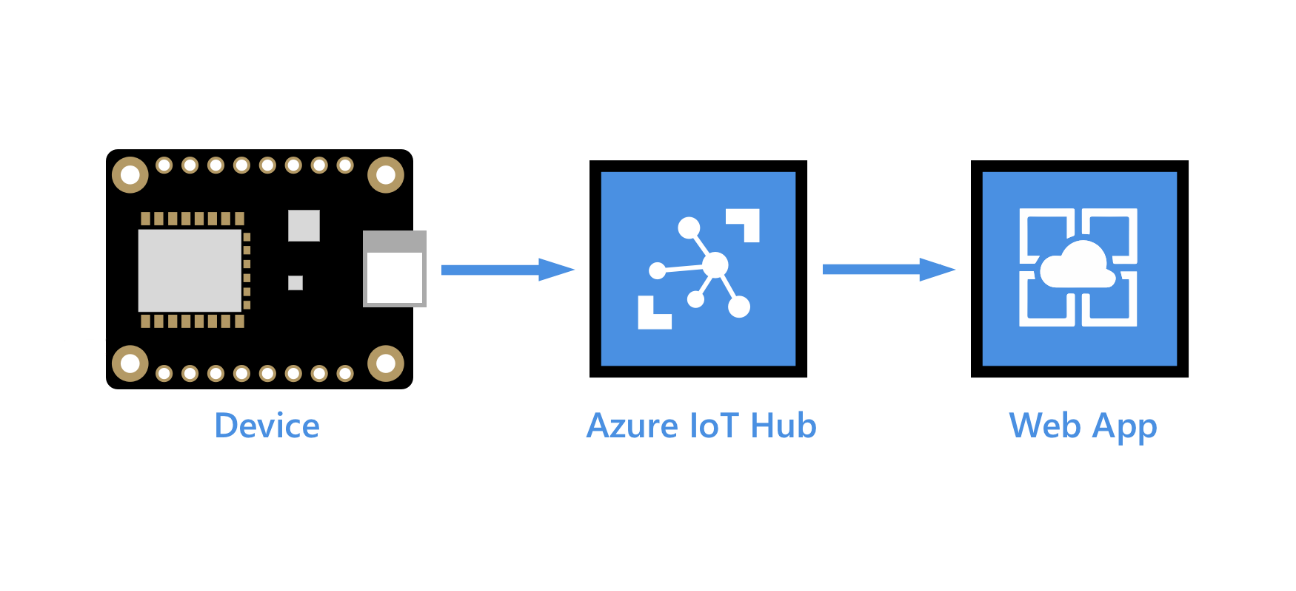 Device
Azure IoT Hub
Web App